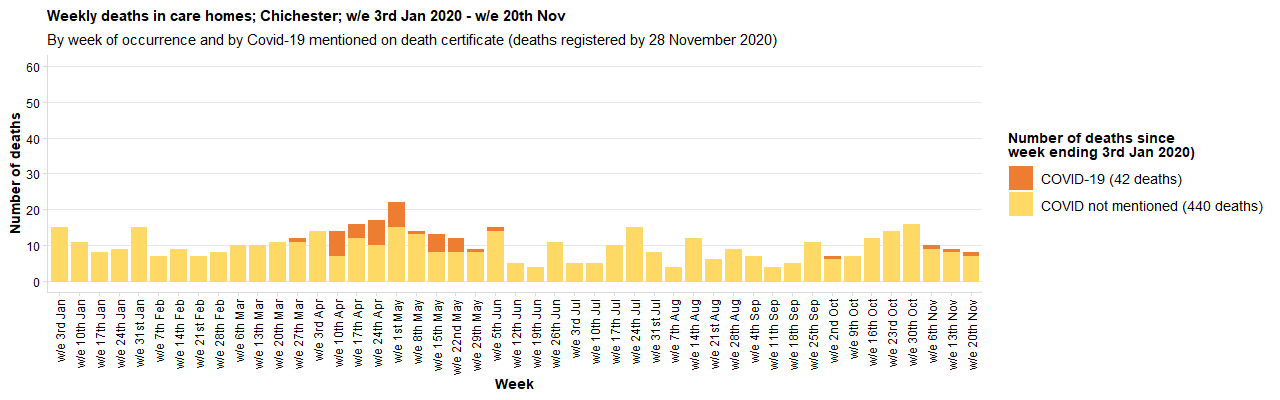 Weekly deaths in care homes; Chichester; w/e 3rd Jan 2020 - w/e 20th Nov
By week of occurrence and by Covid-19 mentioned on death certificate (deaths registered by 28 November 2020)
60
50
40
30
20
10
0
Number of deaths
w/e 3rd Jan
w/e 10th Jan
w/e 17th Jan
w/e 24th Jan
w/e 31st Jan
w/e 7th Feb
w/e 14th Feb
w/e 21st Feb
w/e 28th Feb
w/e 6th Mar
w/e 13th Mar
w/e 20th Mar
w/e 27th Mar
w/e 3rd Apr
w/e 10th Apr
w/e 17th Apr
w/e 24th Apr
w/e 1st May
w/e 8th May
w/e 15th May
w/e 22nd May
w/e 29th May
w/e 5th Jun
w/e 12th Jun
w/e 19th Jun
w/e 26th Jun
w/e 3rd Jul
w/e 10th Jul
w/e 17th Jul
w/e 24th Jul
w/e 31st Jul
w/e 7th Aug
w/e 14th Aug
w/e 21st Aug
w/e 28th Aug
w/e 4th Sep
w/e 11th Sep
w/e 18th Sep
w/e 25th Sep
w/e 2nd Oct
w/e 9th Oct
w/e 16th Oct
w/e 23rd Oct
w/e 30th Oct
w/e 6th Nov
w/e 13th Nov
w/e 20th Nov
Week
Number of deaths since
week ending 3rd Jan 2020)
COVID-19 (42 deaths)
COVID not mentioned (440 deaths)